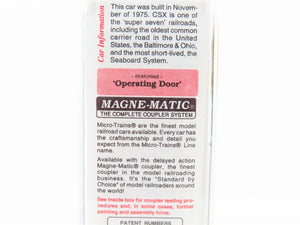 This car was built in Novem-
ber of 1975. CSX is one of
the 'super seven' railroads,
including the oldest common
carrier road in the United
States, the Baltimore & Ohio,
and the most short-lived, the
Seaboard System.
Car Information
– FEATURING –
'Operating Door'
MAGNE-MATIC®
THE COMPLETE COUPLER SYSTEM
Micro-Trains® are the finest model
railroad cars available. Every car has
the craftsmanship and detail you
expect from the Micro-Trains® Line
name.
Available with the delayed action
Magne-Matic® coupler, the finest
coupler in the model railroading
business. It's the "Standard by
Choice" of model railroaders around
the world!
See inside box for coupler testing proce-
dures and, in some cases, further
painting and assembly hints.
PATENT NUMBERS